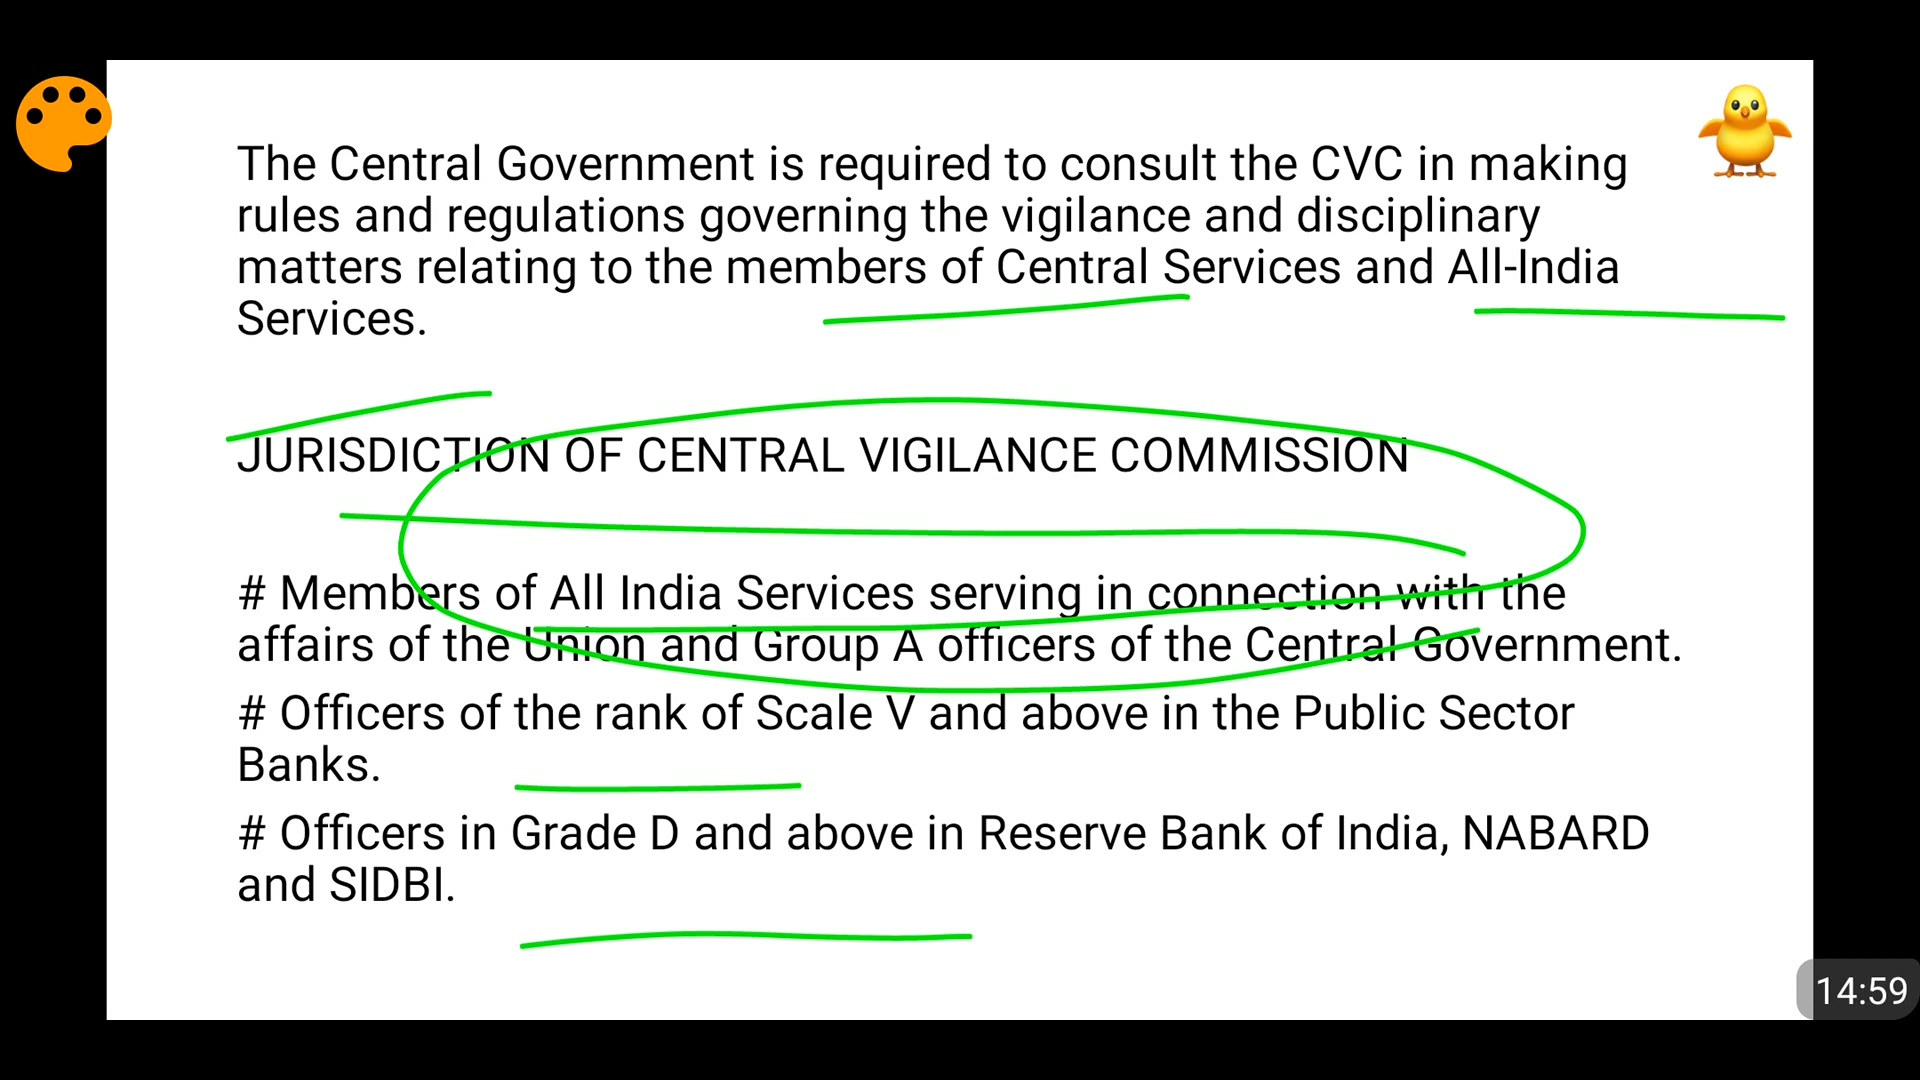 The Central Government is required to consult the CVC in making
rules and regulations governing the vigilance and disciplinary
matters relating to the members of Central Services and All-India
Services.
JURISDICTION OF CENTRAL VIGILANCE COMMISSION
# Members of All India Services serving in connection with the
affairs of the Union and Group A officers of the Central Government.
# Officers of the rank of Scale V and above in the Public Sector
Banks.
# Officers in Grade D and above in Reserve Bank of India, NABARD
and SIDBI.
14:59